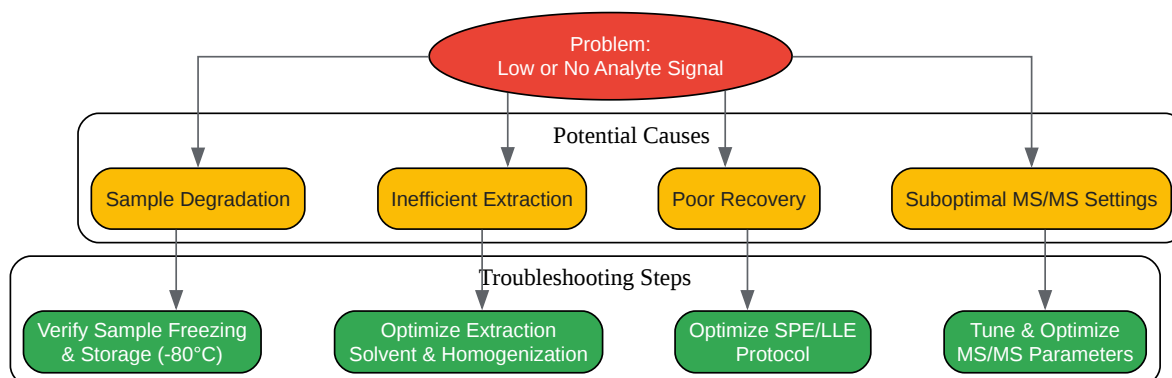 Problem:
Low or No Analyte Signal
Potential Causes
Sample Degradation
Inefficient Extraction
Poor Recovery
Suboptimal MS/MS Settings
Troubleshooting Steps
Verify Sample Freezing
& Storage (-80°C)
Optimize Extraction
Solvent & Homogenization
Optimize SPE/LLE
Protocol
Tune & Optimize
MS/MS Parameters